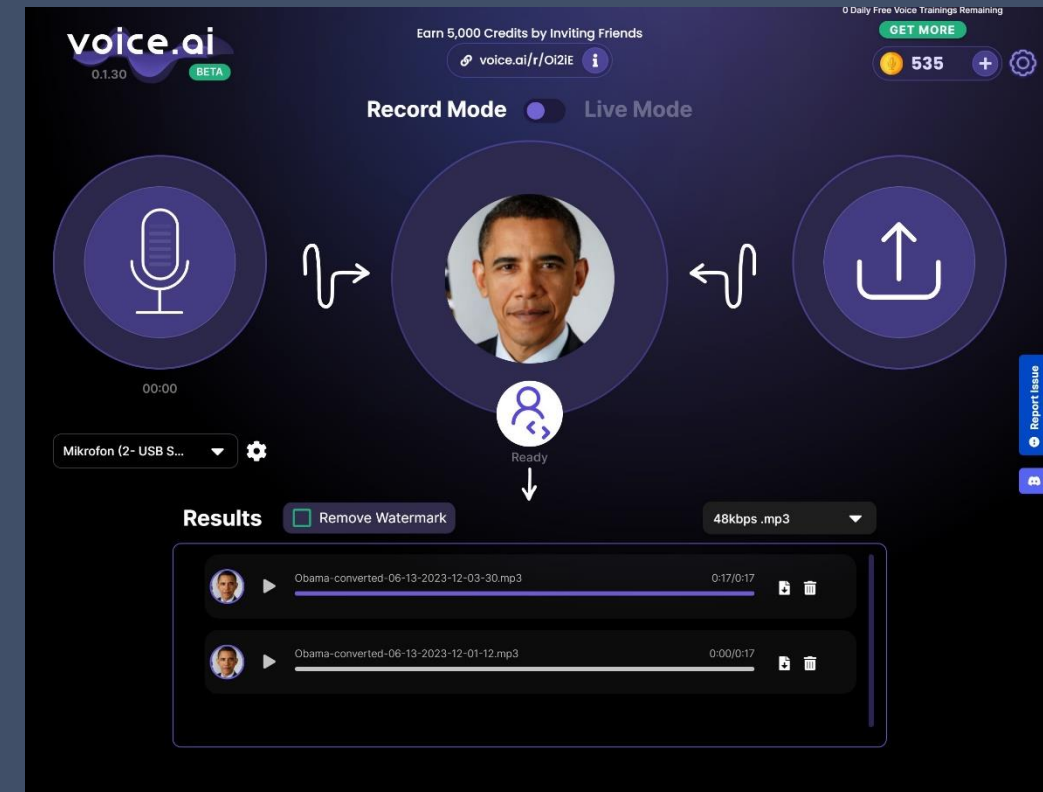 voice.ai
0.1.30
BETA
Earn 5,000 Credits by Inviting Friends
voice.ai/r/Oi2iE
i
0 Daily Free Voice Trainings Remaining
GET MORE
535
+
Record Mode
Live Mode
00:00
Mikrofon (2- USB S...
Ready
Report Issue
Results
Remove Watermark
48kbps .mp3
Obama-converted-06-13-2023-12-03-30.mp3
0:17/0:17
Obama-converted-06-13-2023-12-01-12.mp3
0:00/0:17